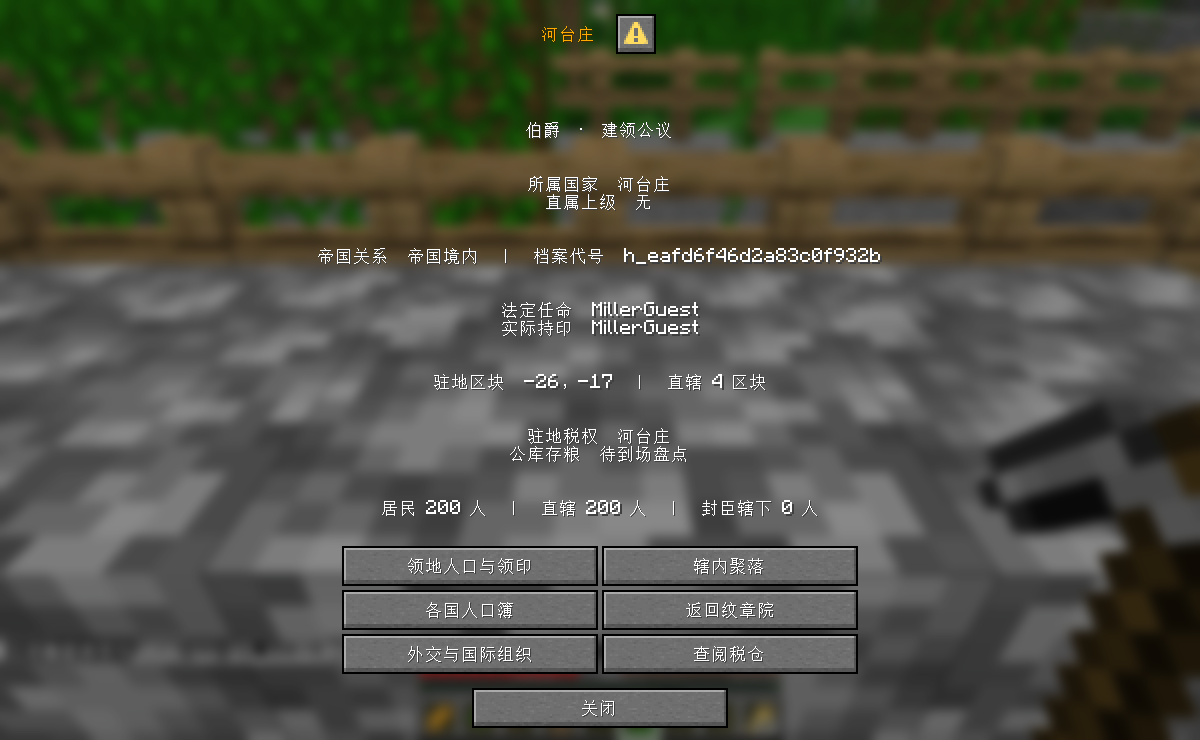 河台庄
伯爵 · 建领公议
所属国家 河台庄
直属上级 无
帝国关系 帝国境内 | 档案代号 h_eafd6f46d2a83c0f932b
法定任命 MillerGuest
实际持印 MillerGuest
驻地区块 -26, -17 | 直辖 4 区块
驻地税权 河台庄
公库存粮 待到场盘点
居民 200 人 | 直辖 200 人 | 封臣辖下 0 人
领地人口与领印 辖内聚落
各国人口簿 返回纹章院
外交与国际组织 查阅税仓
关闭